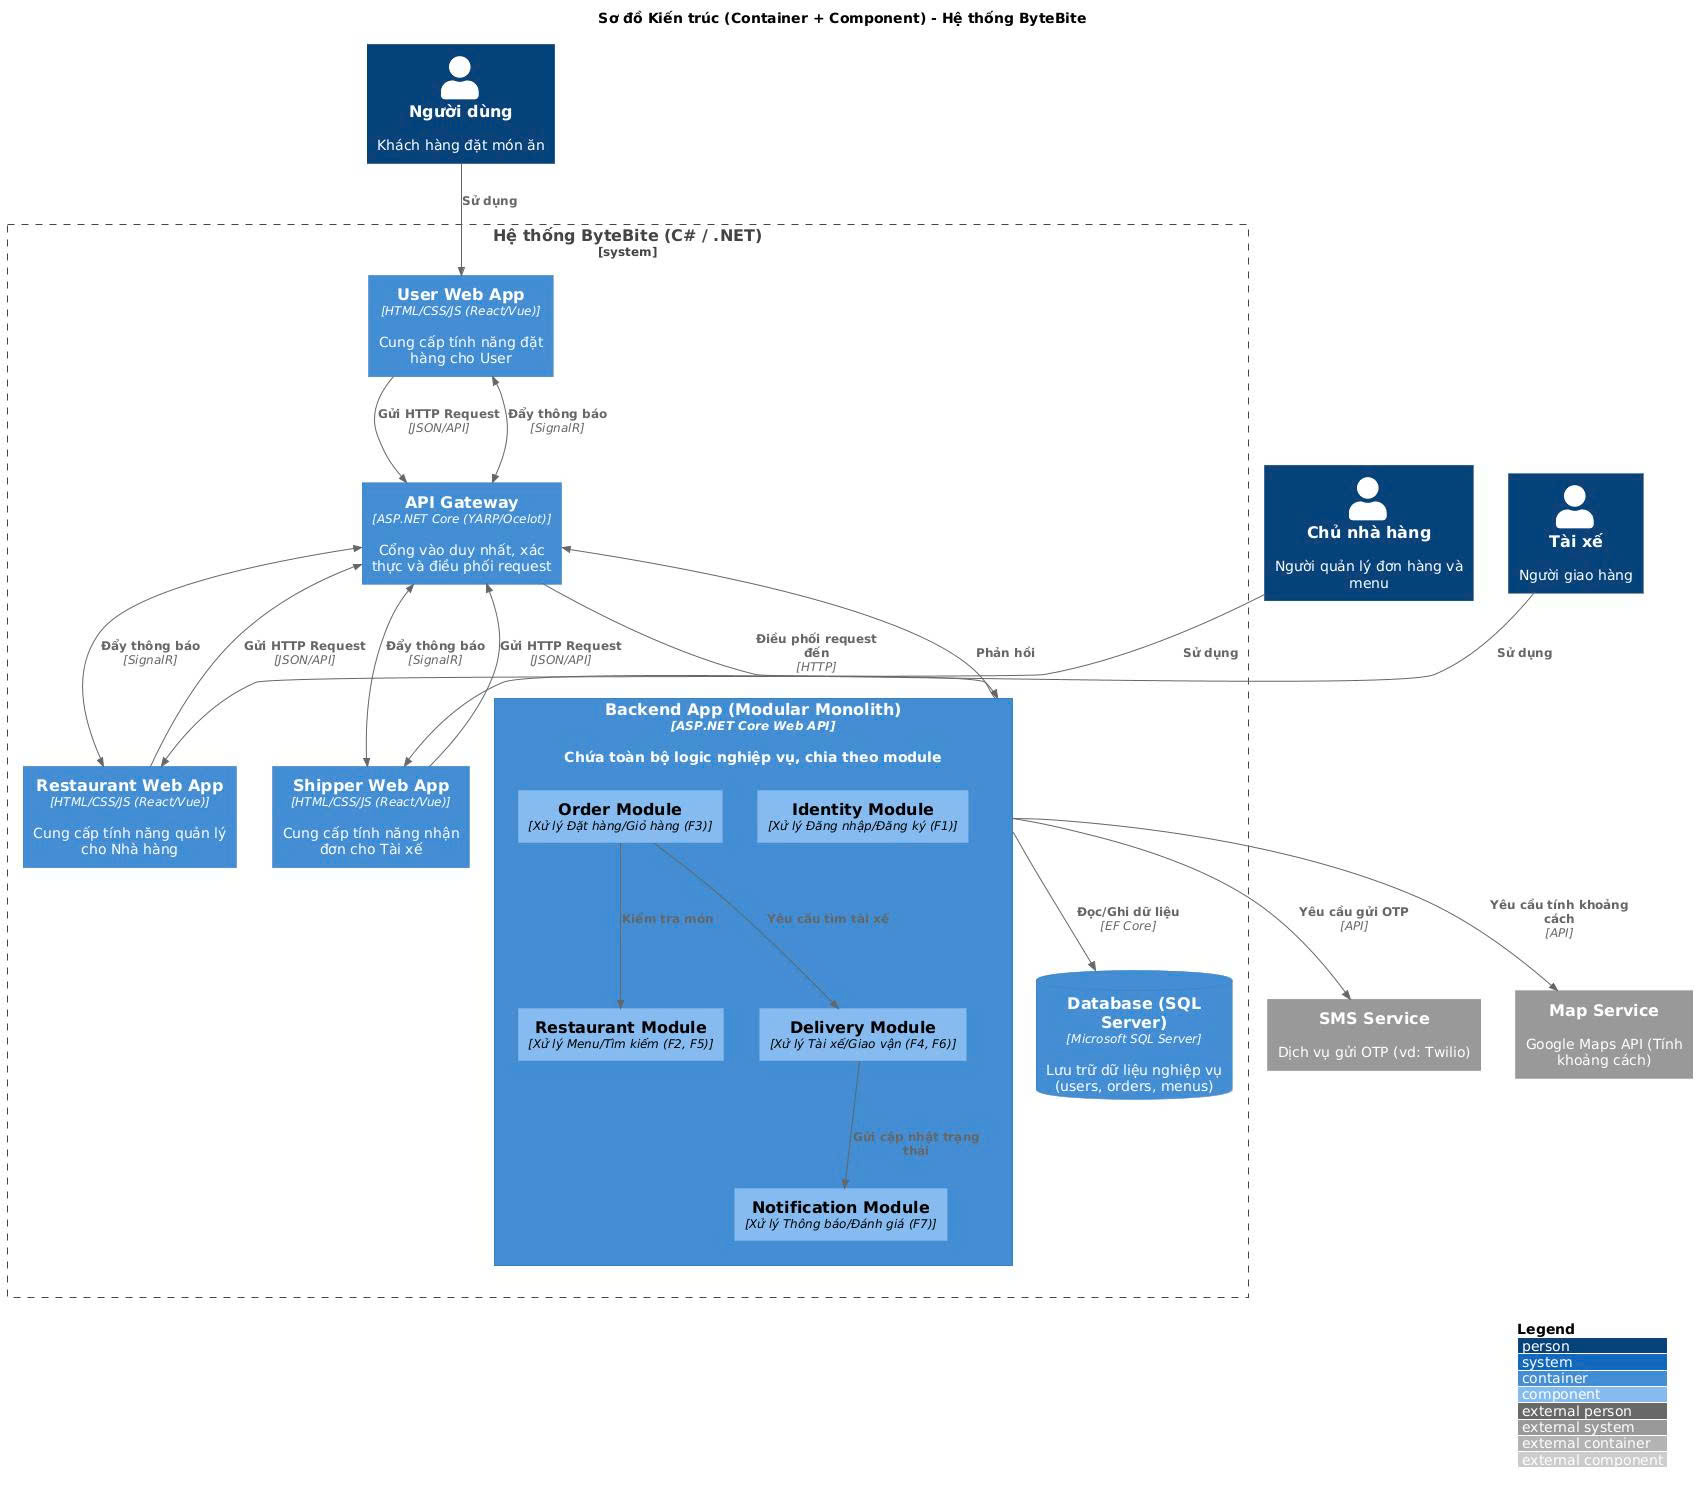 Sơ đồ Kiến trúc (Container + Component) - Hệ thống ByteBite
Người dùng
Khách hàng đặt món ăn
Sử dụng
Hệ thống ByteBite (C# / .NET)
[system]
User Web App
[HTML/CSS/JS (React/Vue)]
Cung cấp tính năng đặt
hàng cho User
Gửi HTTP Request
[JSON/API]
Đẩy thông báo
[SignalR]
API Gateway
[ASP.NET Core (YARP/Ocelot)]
Cổng vào duy nhất, xác
thực và điều phối request
Chủ nhà hàng
Người quản lý đơn hàng và
menu
Tài xế
Người giao hàng
Đẩy thông báo
[SignalR]
Gửi HTTP Request
[JSON/API]
Đẩy thông báo
[SignalR]
Gửi HTTP Request
[JSON/API]
Điều phối request
đến
[HTTP]
Phản hồi
Sử dụng
Sử dụng
Restaurant Web App
[HTML/CSS/JS (React/Vue)]
Cung cấp tính năng quản lý
cho Nhà hàng
Shipper Web App
[HTML/CSS/JS (React/Vue)]
Cung cấp tính năng nhận
đơn cho Tài xế
Backend App (Modular Monolith)
[ASP.NET Core Web API]
Chứa toàn bộ logic nghiệp vụ, chia theo module
Order Module
[Xử lý Đặt hàng/Giỏ hàng (F3)]
Identity Module
[Xử lý Đăng nhập/Đăng ký (F1)]
Kiểm tra món
Yêu cầu tìm tài xế
Đọc/Ghi dữ liệu
[EF Core]
Yêu cầu gửi OTP
[API]
Yêu cầu tính khoảng
cách
[API]
Restaurant Module
[Xử lý Menu/Tìm kiếm (F2, F5)]
Delivery Module
[Xử lý Tài xế/Giao vận (F4, F6)]
Database (SQL
Server)
[Microsoft SQL Server]
Lưu trữ dữ liệu nghiệp vụ
(users, orders, menus)
SMS Service
Dịch vụ gửi OTP (vd: Twilio)
Map Service
Google Maps API (Tính
khoảng cách)
Gửi cập nhật trạng
thái
Notification Module
[Xử lý Thông báo/Đánh giá (F7)]
Legend
person
system
container
component
external person
external system
external container
external component